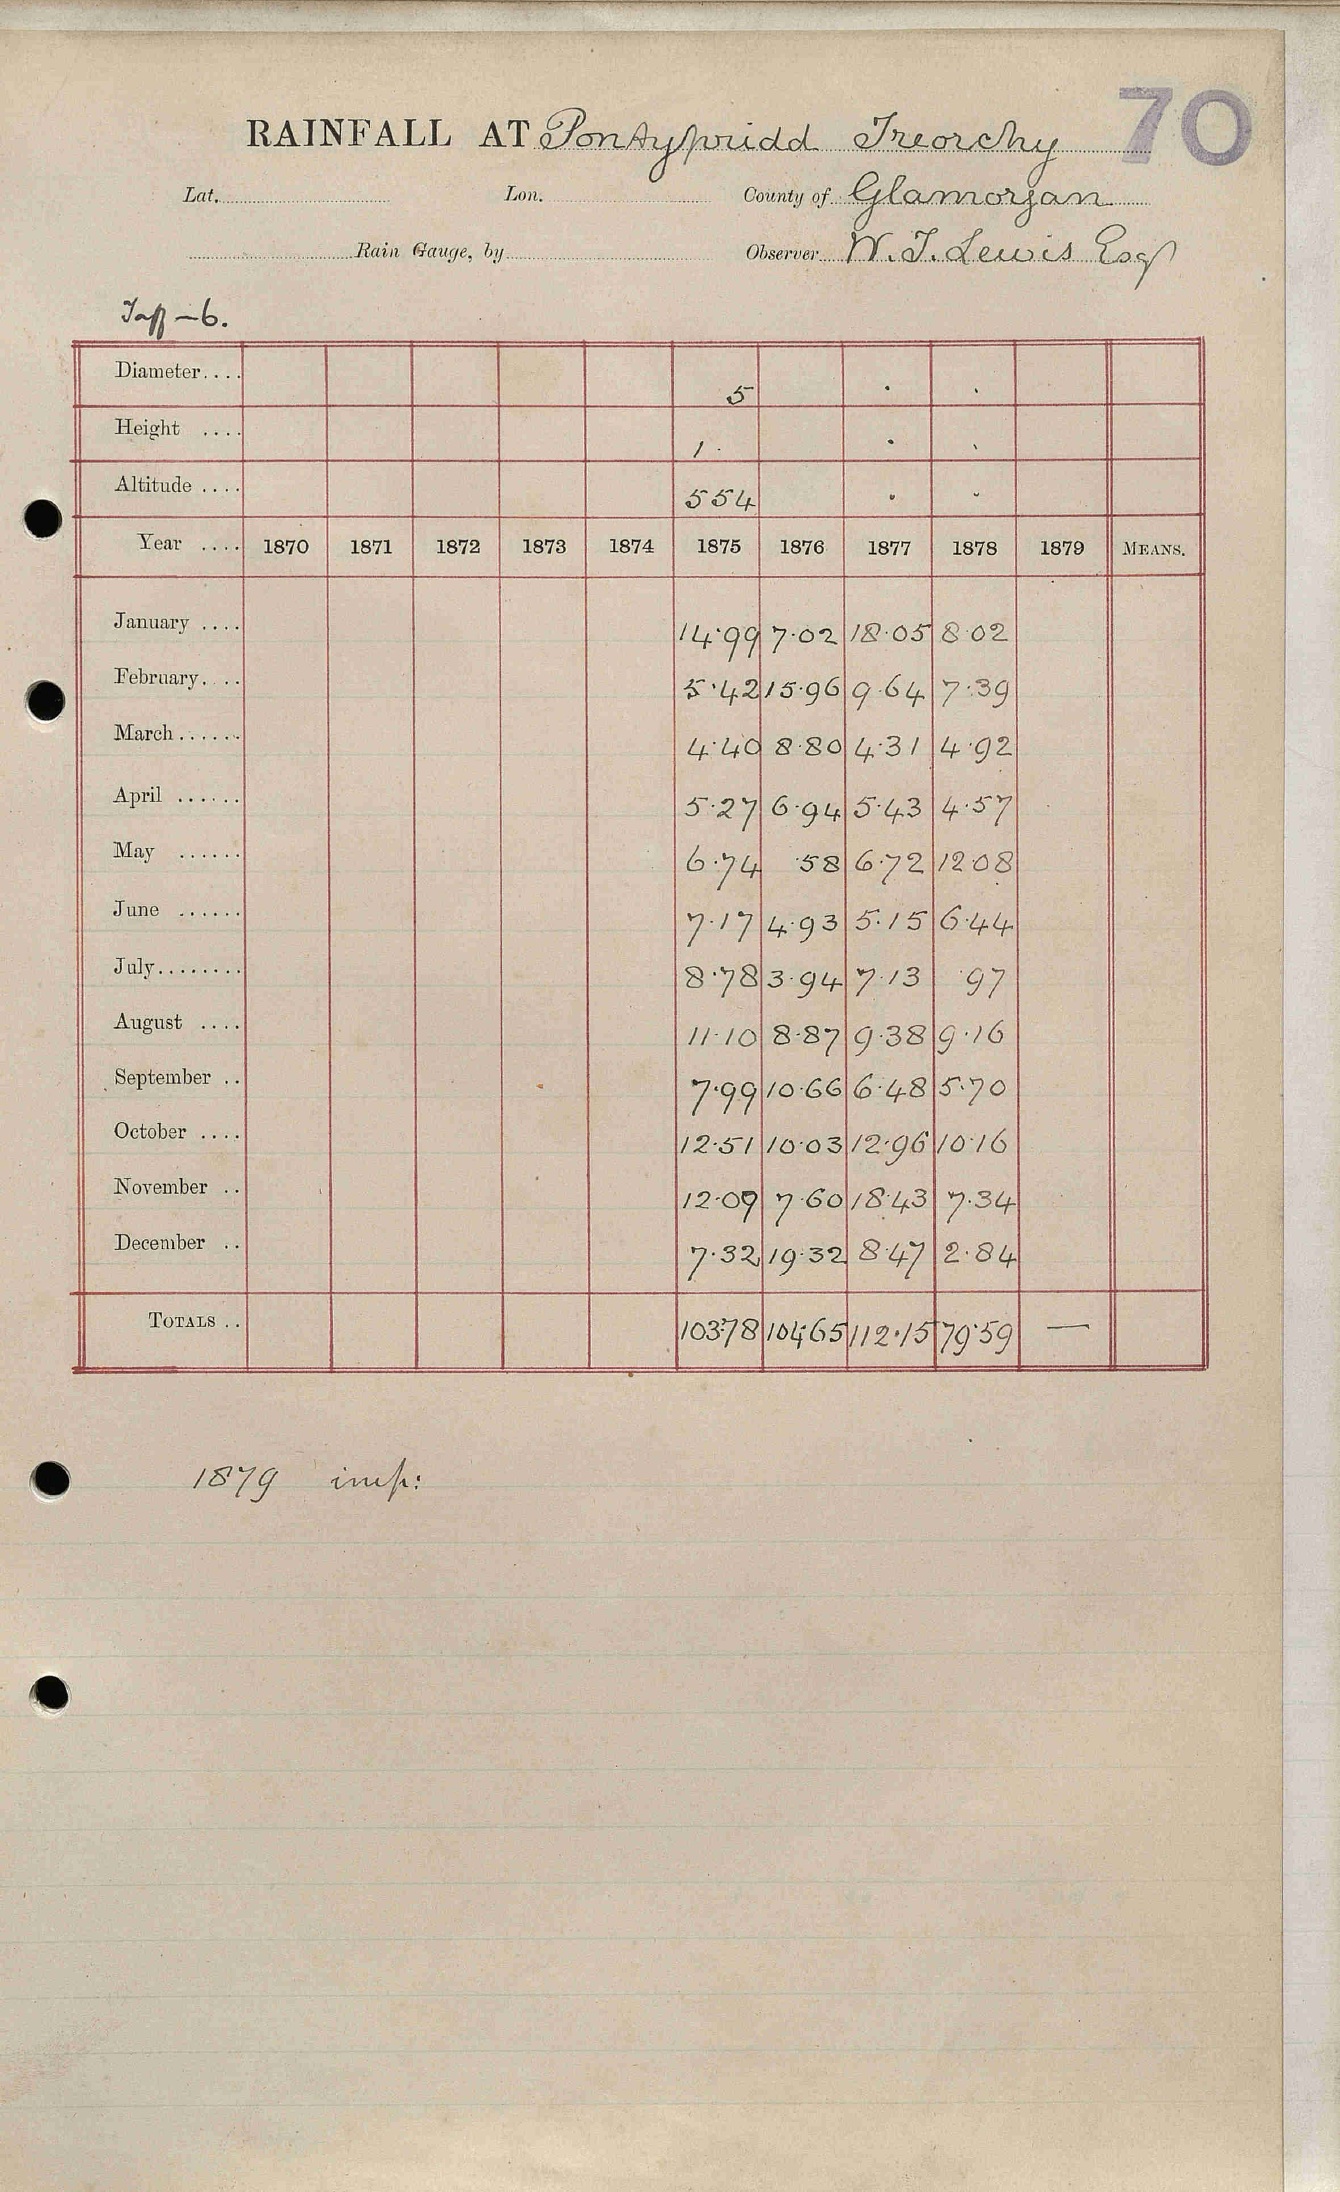 70
RAINFALL AT Pontypridd Treorchy
Lat. Lon. County of Glamorgan
Rain Gauge, by Observer W. T. Lewis Esqr
Taff - 6.
Diameter.... 5 . .
Height .... 1. . .
Altitude .... 554 . .
Year .... 1870 1871 1872 1873 1874 1875 1876 1877 1878 1879 MEANS.
January .... 14.99 7.02 18.05 8.02
February.... 5.42 15.96 9.64 7.39
March...... 4.40 8.80 4.31 4.92
April ...... 5.27 6.94 5.43 4.57
May ...... 6.74 .58 6.72 12.08
June ...... 7.17 4.93 5.15 6.44
July........ 8.78 3.94 7.13 .97
August .... 11.10 8.87 9.38 9.16
September .. 7.99 10.66 6.48 5.70
October .... 12.51 10.03 12.96 10.16
November .. 12.09 7.60 18.43 7.34
December .. 7.32 19.32 8.47 2.84
TOTALS .. 103.78 104.65 112.15 79.59 —
1879 imp: